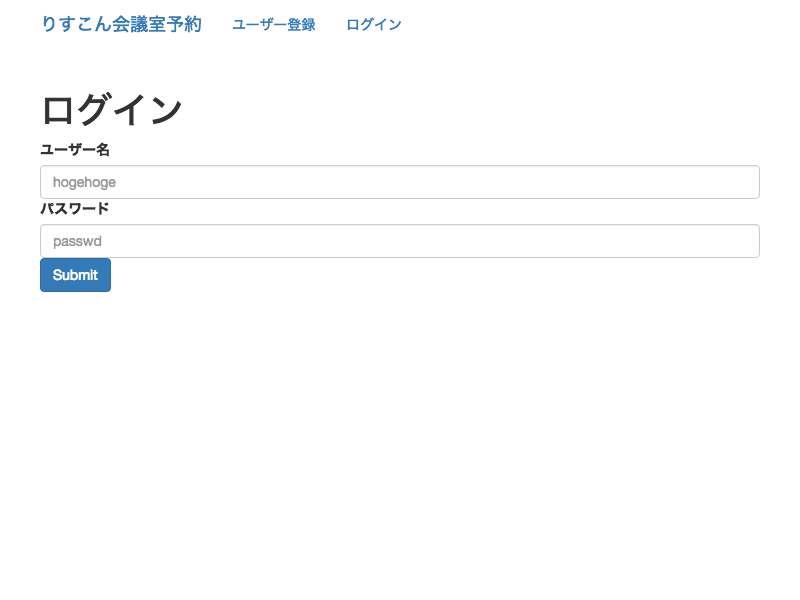 りすこん会議室予約 ユーザー登録 ログイン
ログイン
ユーザー名
hogehoge
パスワード
passwd
Submit